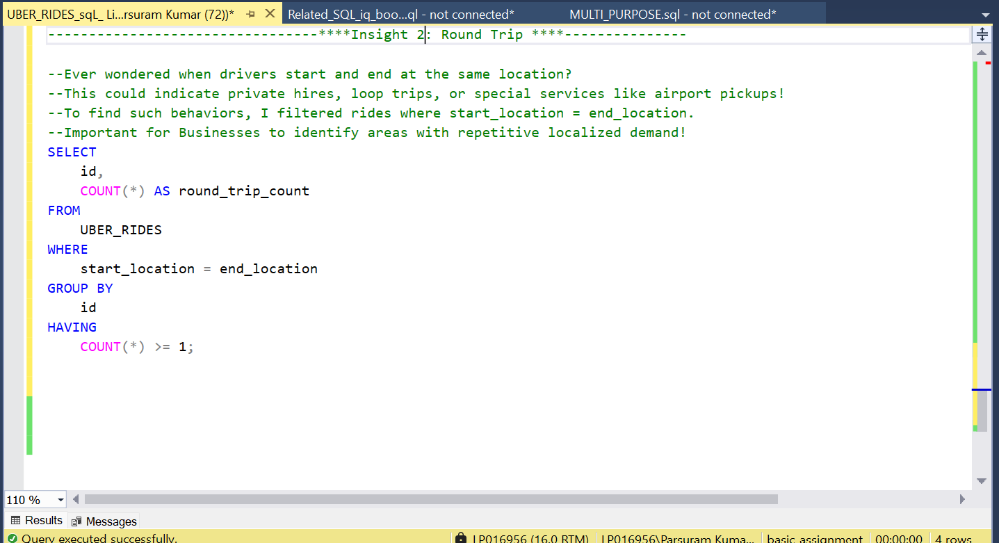 UBER_RIDES_sqL_ Li...rsuram Kumar (72))* Related_SQL_iq_boo...ql - not connected* MULTI_PURPOSE.sql - not connected*
---------------------------------****Insight 2: Round Trip ****---------------
--Ever wondered when drivers start and end at the same location?
--This could indicate private hires, loop trips, or special services like airport pickups!
--To find such behaviors, I filtered rides where start_location = end_location.
--Important for Businesses to identify areas with repetitive localized demand!
SELECT
    id,
    COUNT(*) AS round_trip_count
FROM
    UBER_RIDES
WHERE
    start_location = end_location
GROUP BY
    id
HAVING
    COUNT(*) >= 1;
110 %
Results Messages
Query executed successfully. LP016956 (16.0 RTM) LP016956\Parsuram Kuma... basic assignment 00:00:00 4 rows